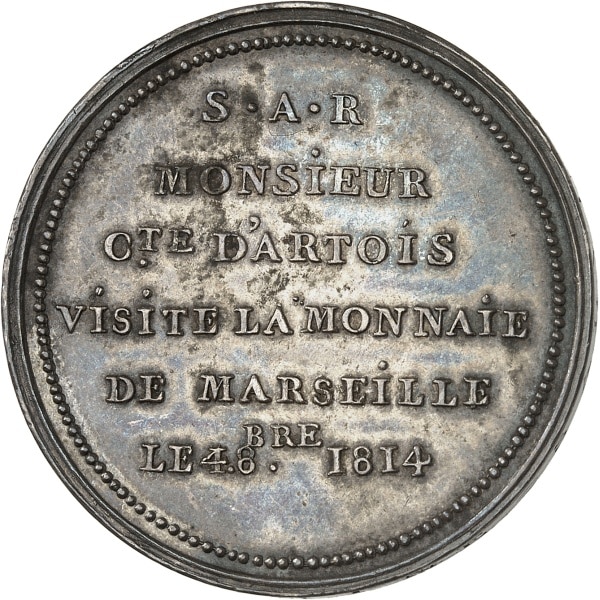 S·A·R
MONSiEUR
CTE D'ARTOiS
ViSiTE LA MONNAiE
DE MARSEiLLE
LE 4.8.BRE 1814